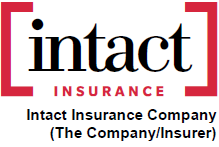 intact
INSURANCE
Intact Insurance Company
(The Company/Insurer)